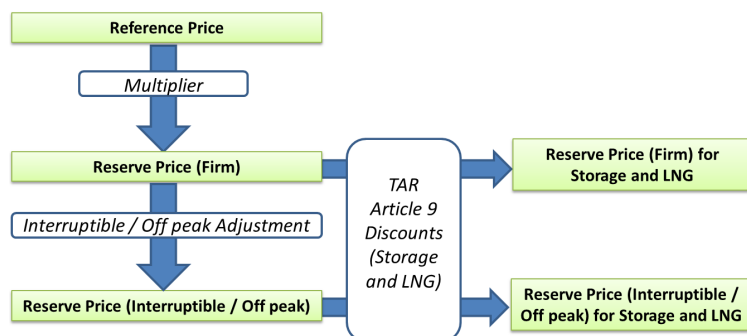 Reference Price
Multiplier
Reserve Price (Firm)
Interruptible / Off peak Adjustment
Reserve Price (Interruptible / Off peak)
TAR
Article 9
Discounts
(Storage
and LNG)
Reserve Price (Firm) for
Storage and LNG
Reserve Price (Interruptible /
Off peak) for Storage and LNG